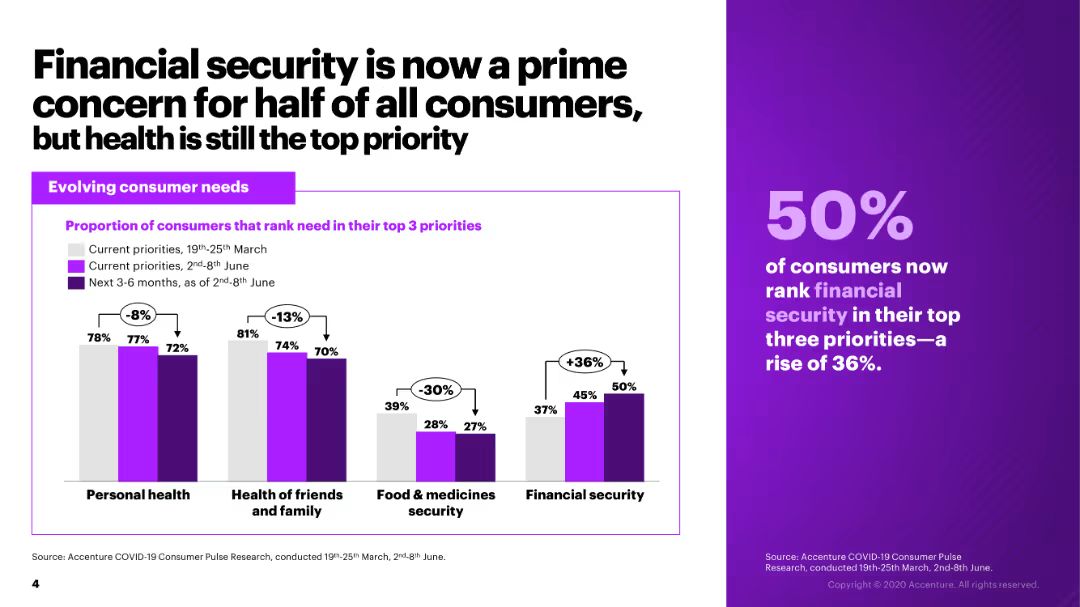 Financial security is now a prime
concern for half of all consumers,
but health is still the top priority
Evolving consumer needs
Proportion of consumers that rank need in their top 3 priorities
Current priorities, 19th-25th March
Current priorities, 2nd-8th June
Next 3-6 months, as of 2nd-8th June
-8%
78% 77% 72%
Personal health
-13%
81% 74% 70%
Health of friends
and family
-30%
39% 28% 27%
Food & medicines
security
+36%
37% 45% 50%
Financial security
Source: Accenture COVID-19 Consumer Pulse Research, conducted 19th-25th March, 2nd-8th June.
4
50%
of consumers now
rank financial
security in their top
three priorities—a
rise of 36%.
Source: Accenture COVID-19 Consumer Pulse
Research, conducted 19th-25th March, 2nd-8th June.
Copyright © 2020 Accenture. All rights reserved.